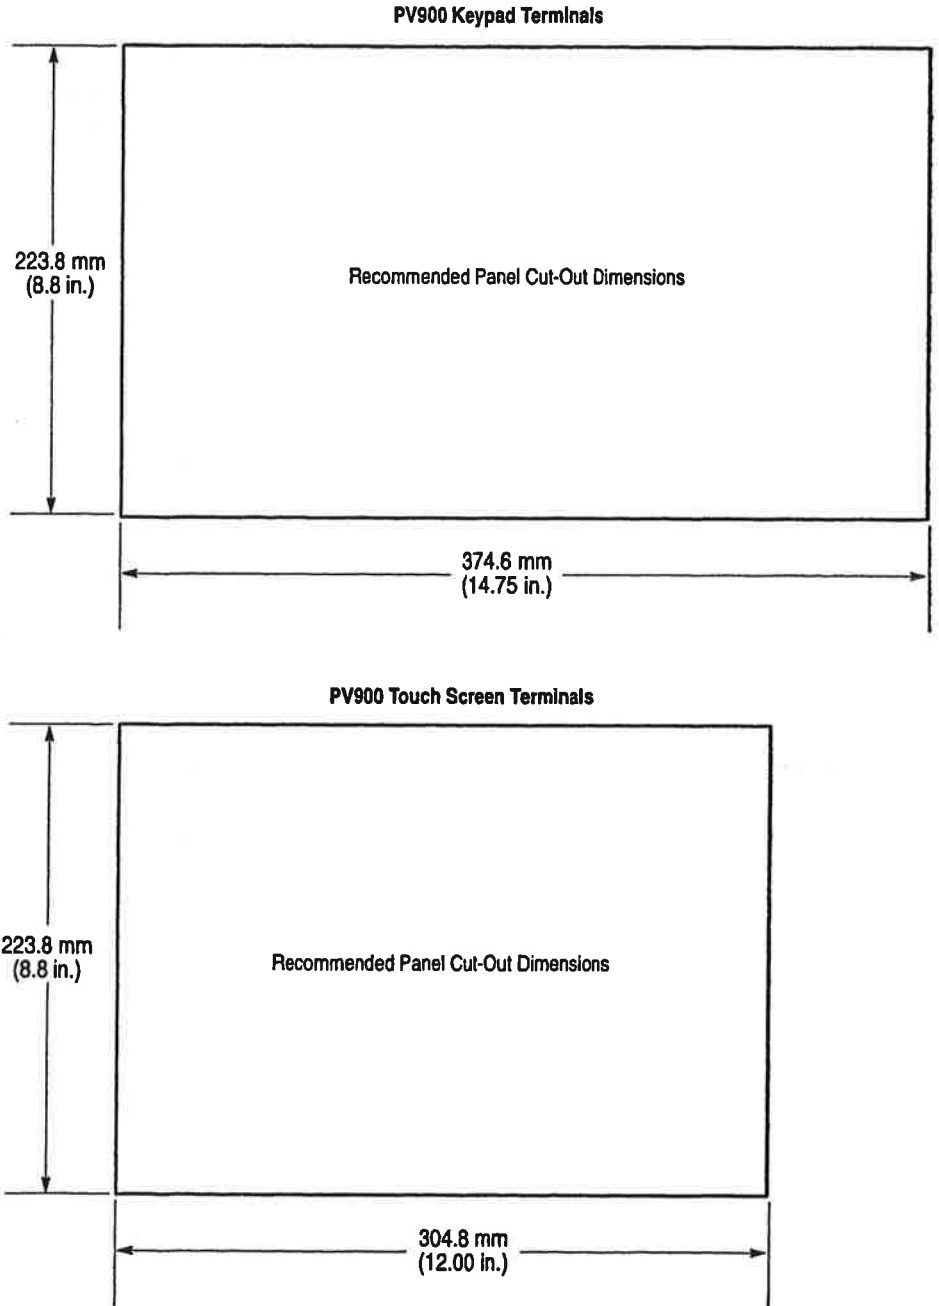 PV900 Keypad Terminals
223.8 mm
(8.8 in.)
Recommended Panel Cut-Out Dimensions
374.6 mm
(14.75 in.)
PV900 Touch Screen Terminals
223.8 mm
(8.8 in.)
Recommended Panel Cut-Out Dimensions
304.8 mm
(12.00 in.)